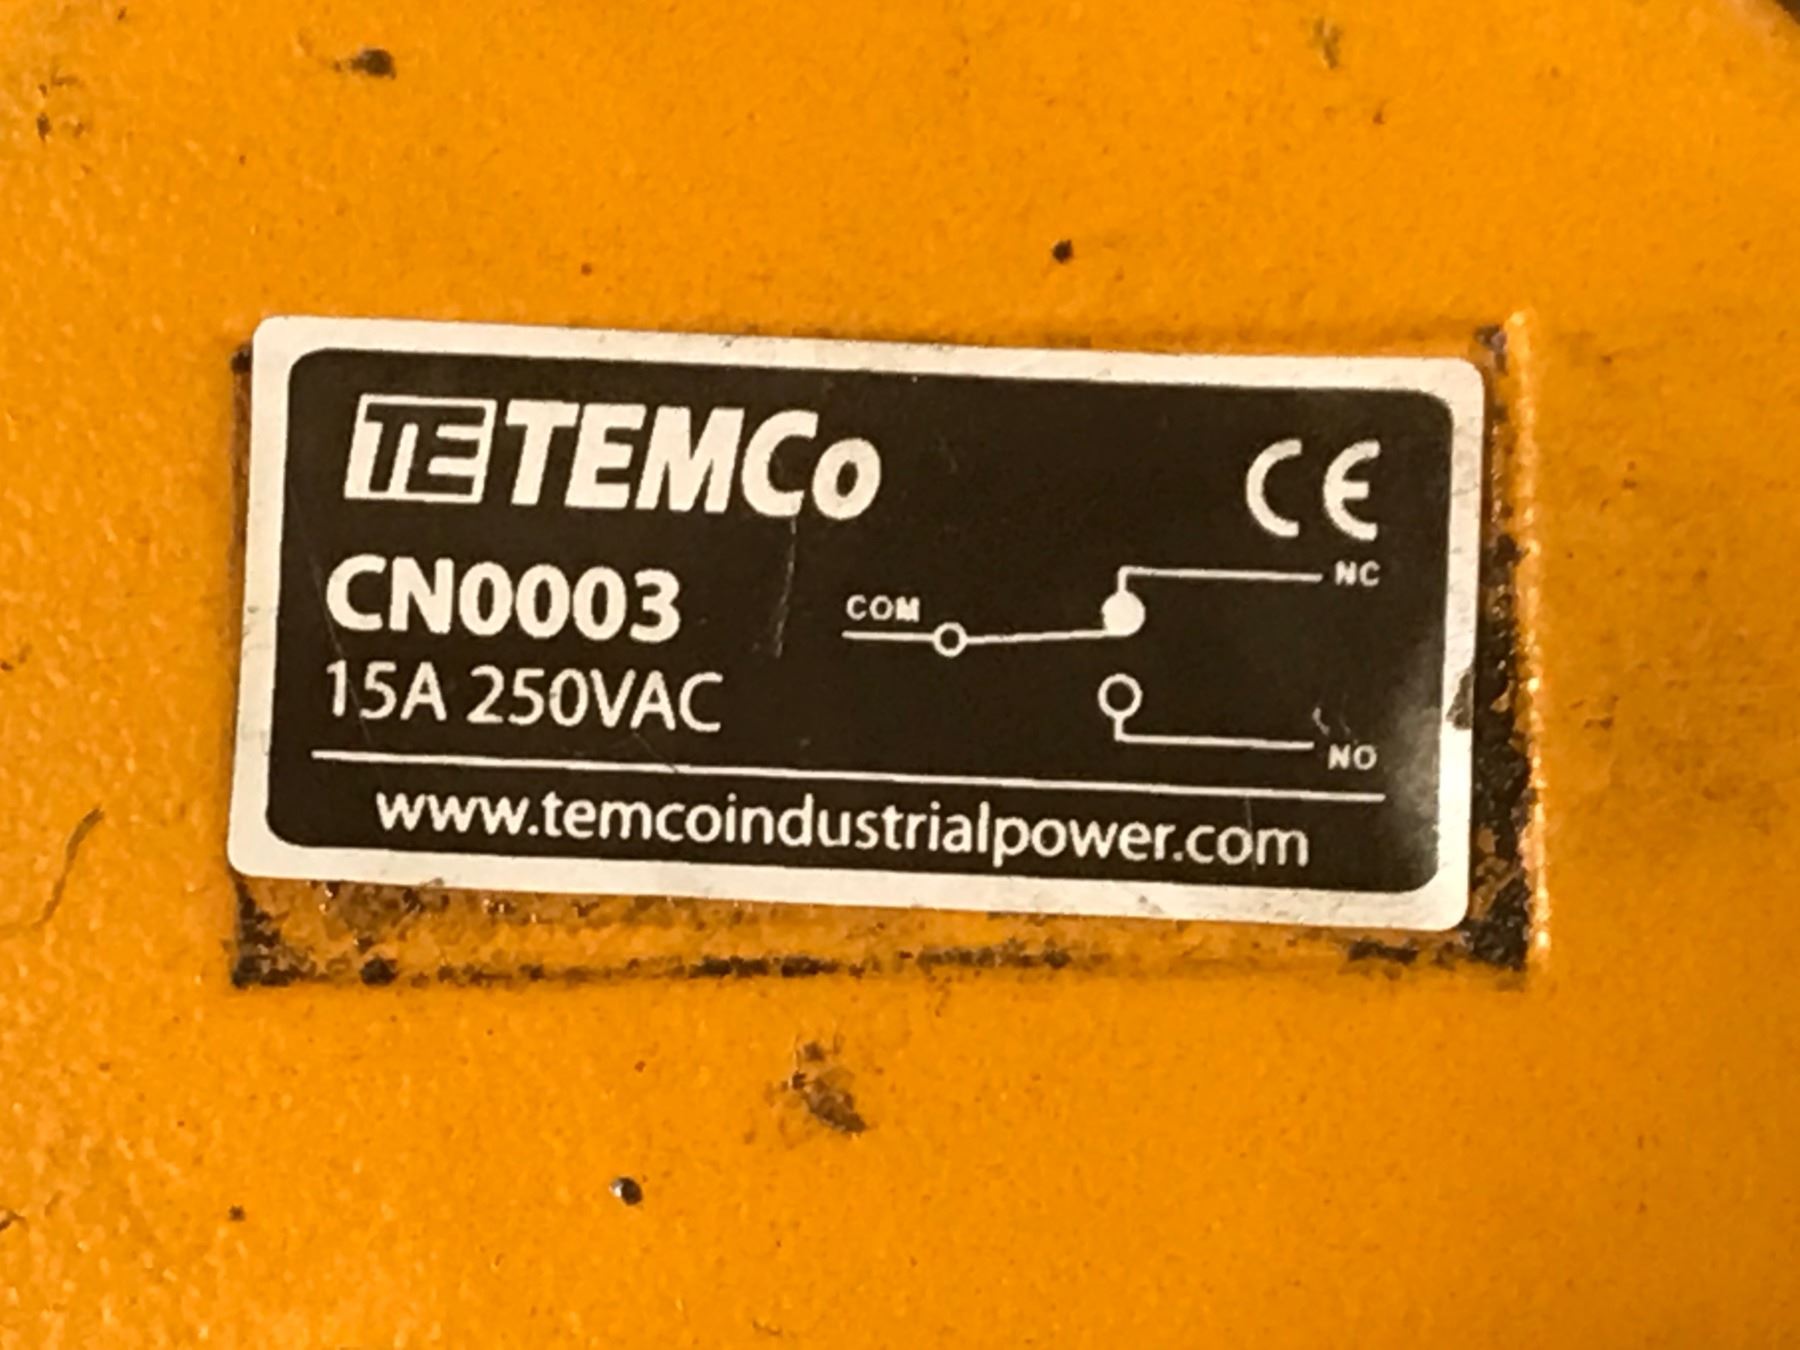 TE TEMCo
CE
CN0003
15A 250VAC
COM
NC
NO
www.temcoindustrialpower.com